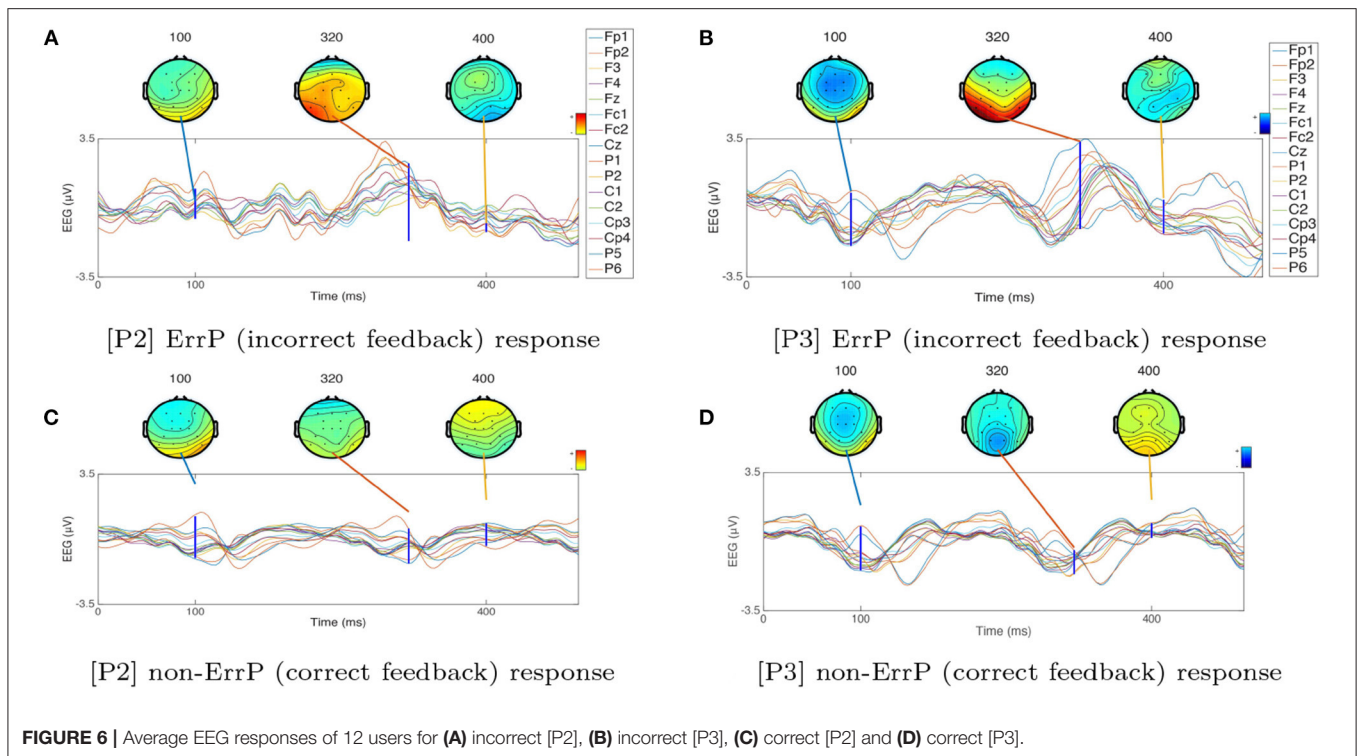 A
100 320 400
Fp1
Fp2
F3
F4
Fz
Fc1
Fc2
Cz
P1
P2
C1
C2
Cp3
Cp4
P5
P6
+
-
3.5
EEG (µV)
-3.5
0 100 400
Time (ms)
[P2] ErrP (incorrect feedback) response
B
100 320 400
Fp1
Fp2
F3
F4
Fz
Fc1
Fc2
Cz
P1
P2
C1
C2
Cp3
Cp4
P5
P6
+
-
3.5
EEG (µV)
-3.5
0 100 400
Time (ms)
[P3] ErrP (incorrect feedback) response
C
100 320 400
+
-
3.5
EEG (µV)
-3.5
0 100 400
Time (ms)
[P2] non-ErrP (correct feedback) response
D
100 320 400
+
-
3.5
EEG (µV)
-3.5
0 100 400
Time (ms)
[P3] non-ErrP (correct feedback) response
FIGURE 6 | Average EEG responses of 12 users for (A) incorrect [P2], (B) incorrect [P3], (C) correct [P2] and (D) correct [P3].